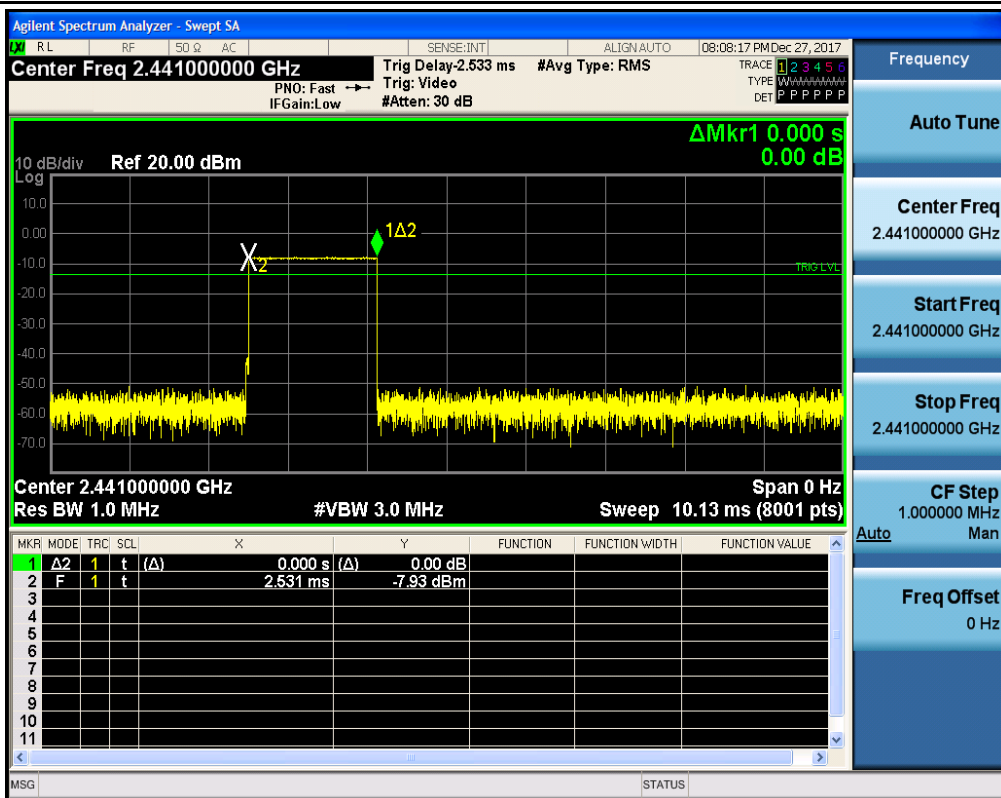 Agilent Spectrum Analyzer - Swept SA
LXI RL RF 50 Ω AC SENSE:INT ALIGN AUTO 08:08:17 PM Dec 27, 2017
Center Freq 2.441000000 GHz
PNO: Fast
IFGain:Low
Trig Delay-2.533 ms
Trig: Video
#Atten: 30 dB
#Avg Type: RMS
TRACE 1 2 3 4 5 6
TYPE
DET P P P P P P
ΔMkr1 0.000 s
0.00 dB
10 dB/div
Log
Ref 20.00 dBm
10.0
0.00
-10.0
-20.0
-30.0
-40.0
-50.0
-60.0
-70.0
X2
1Δ2
TRIG LVL
Center 2.441000000 GHz Span 0 Hz
Res BW 1.0 MHz #VBW 3.0 MHz Sweep 10.13 ms (8001 pts)
MKR MODE TRC SCL X Y FUNCTION FUNCTION WIDTH FUNCTION VALUE
1 Δ2 1 t (Δ) 0.000 s (Δ) 0.00 dB
2 F 1 t 2.531 ms -7.93 dBm
3
4
5
6
7
8
9
10
11
MSG STATUS
Frequency
Auto Tune
Center Freq
2.441000000 GHz
Start Freq
2.441000000 GHz
Stop Freq
2.441000000 GHz
CF Step
1.000000 MHz
Auto Man
Freq Offset
0 Hz